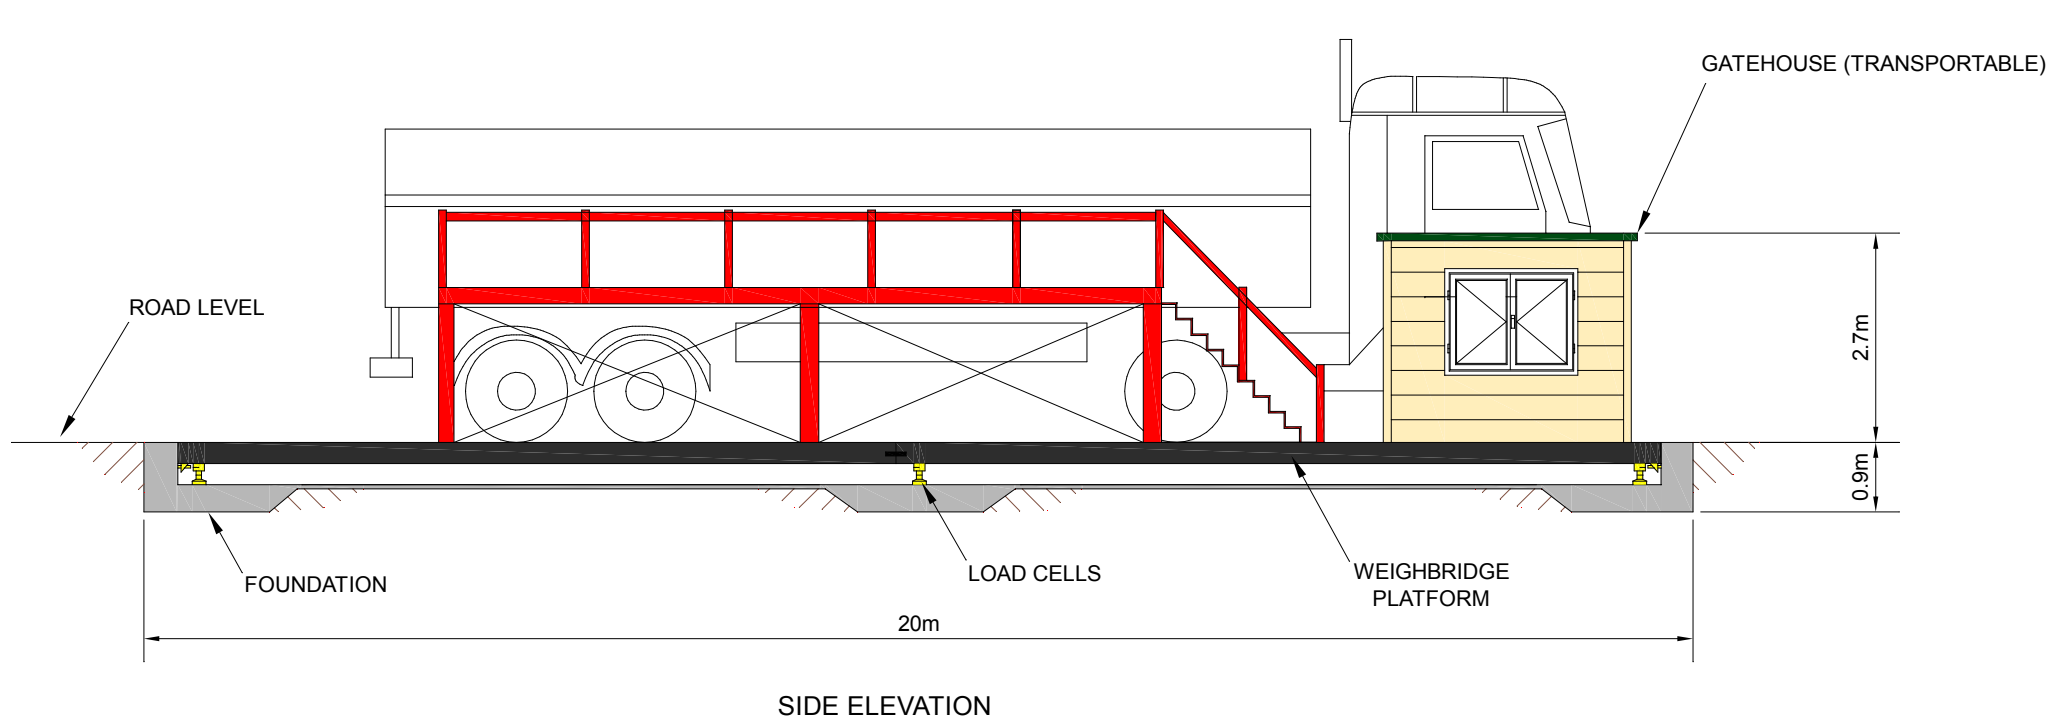 GATEHOUSE (TRANSPORTABLE)
ROAD LEVEL
2.7m
0.9m
FOUNDATION
LOAD CELLS
WEIGHBRIDGE
PLATFORM
20m
SIDE ELEVATION